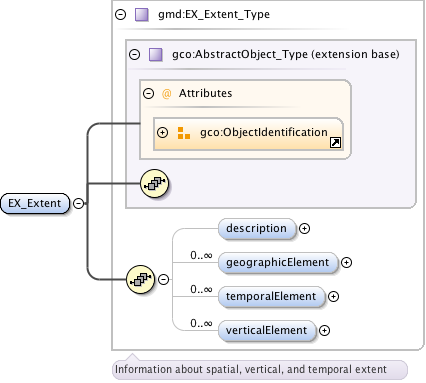 gmd:EX_Extent_Type
gco:AbstractObject_Type (extension base)
@ Attributes
gco:ObjectIdentification
EX_Extent
description
0..∞
geographicElement
0..∞
temporalElement
0..∞
verticalElement
Information about spatial, vertical, and temporal extent